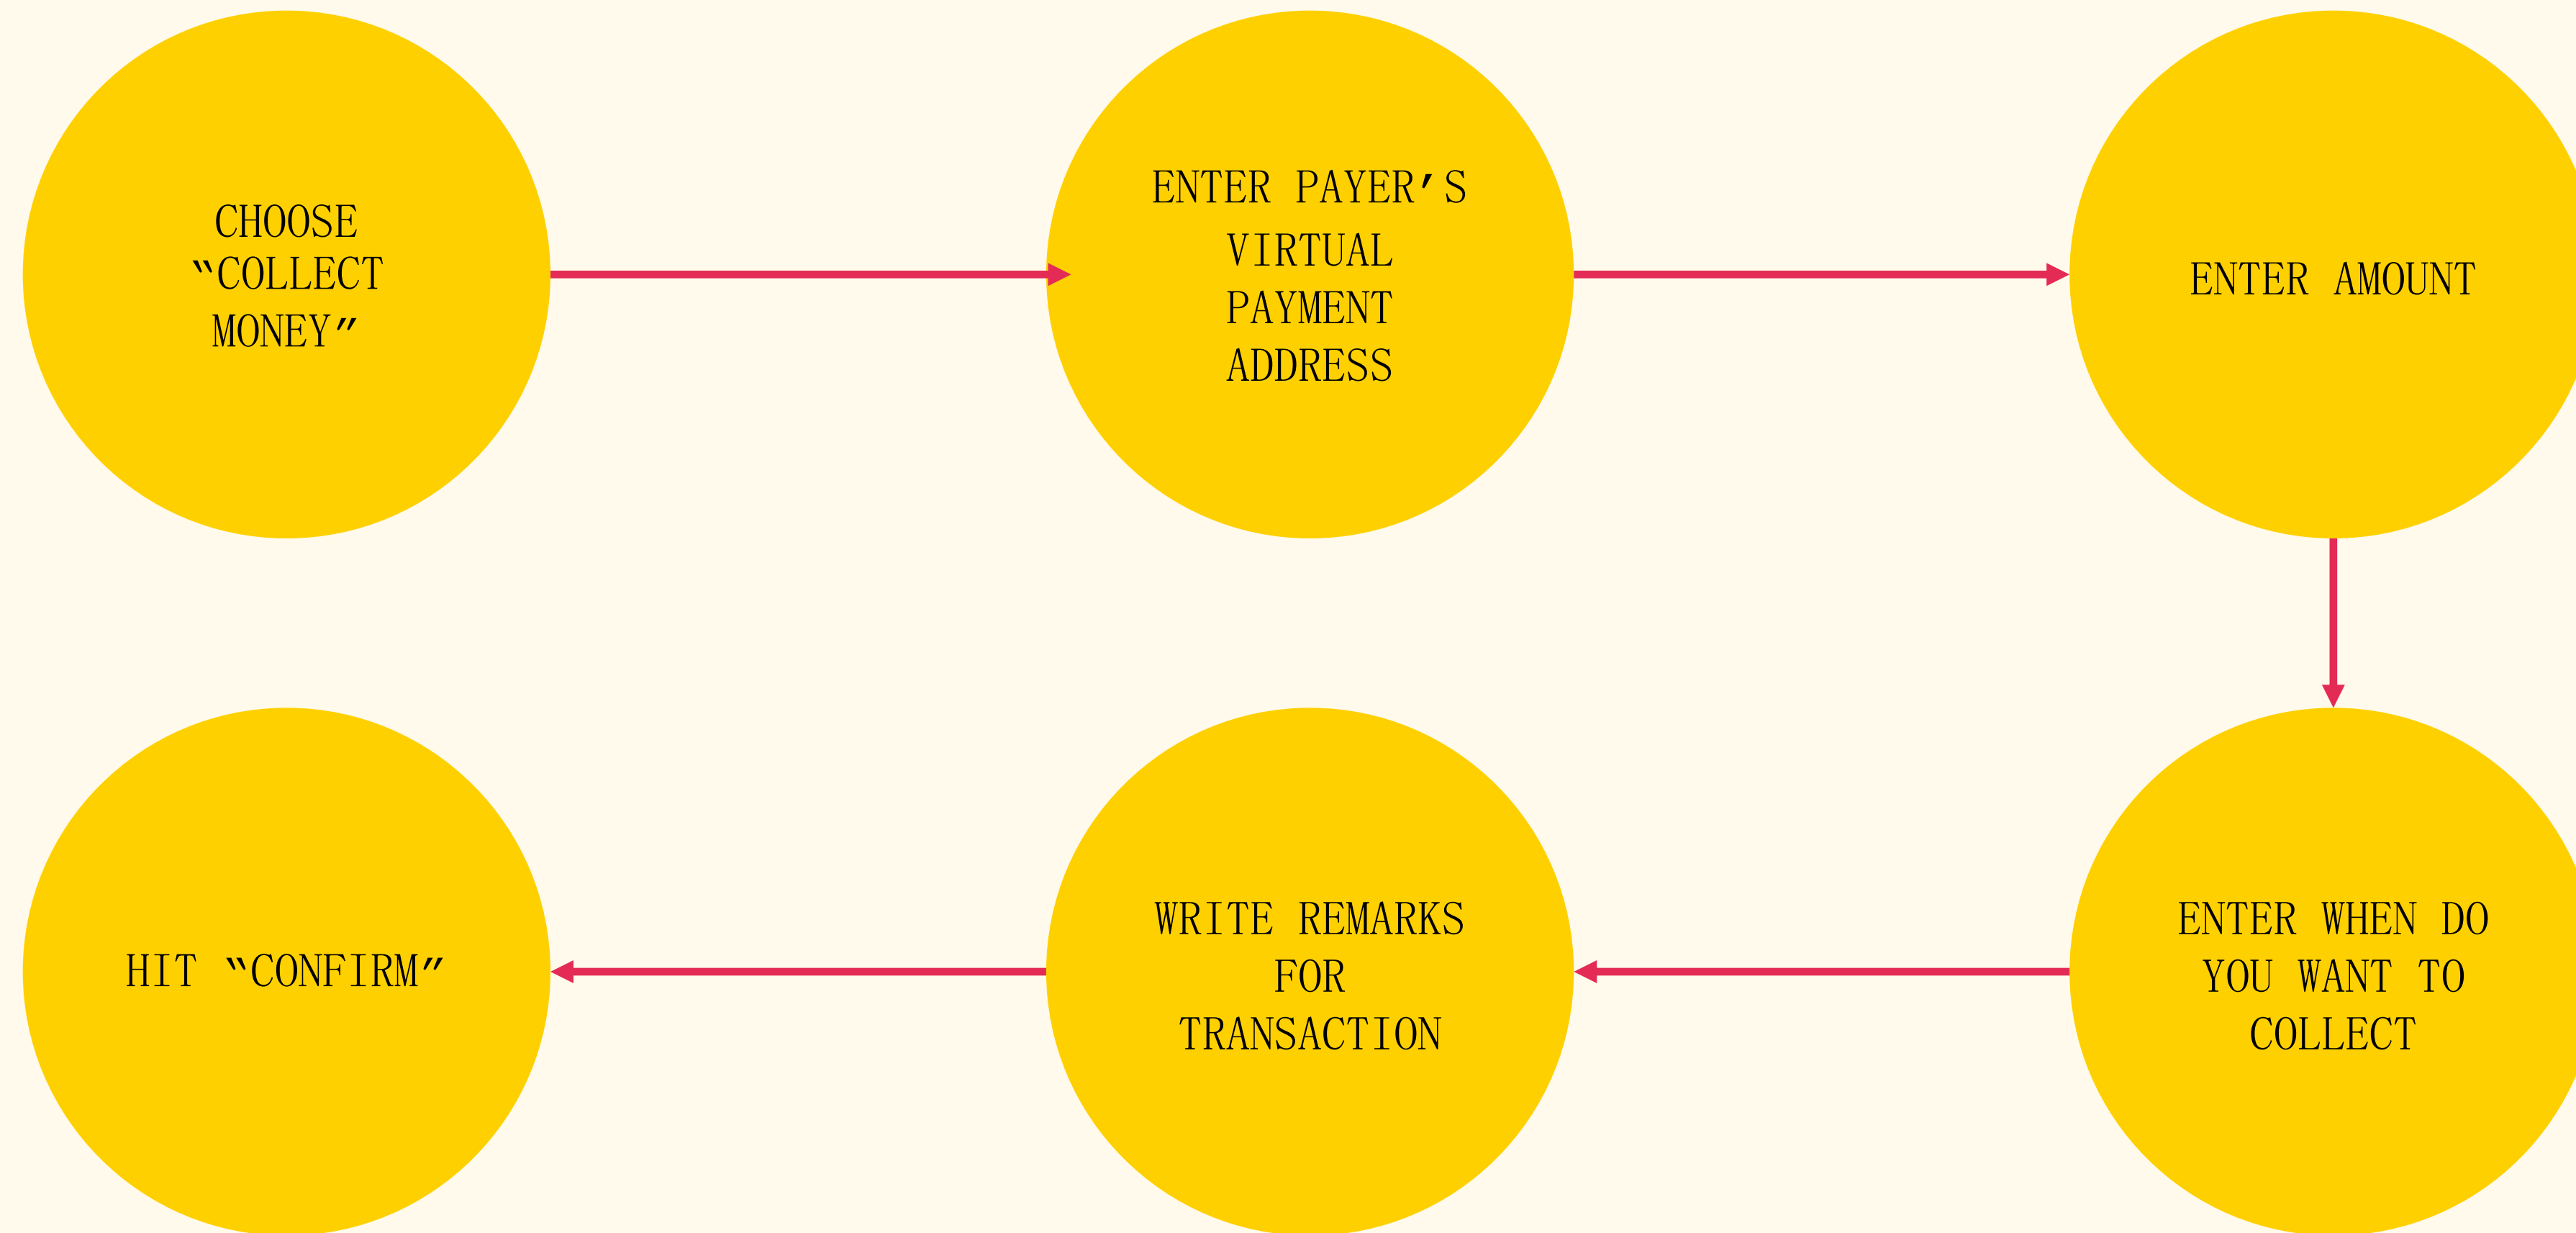 CHOOSE
“COLLECT
MONEY”
ENTER PAYER’S
VIRTUAL
PAYMENT
ADDRESS
ENTER AMOUNT
ENTER WHEN DO
YOU WANT TO
COLLECT
WRITE REMARKS
FOR
TRANSACTION
HIT “CONFIRM”